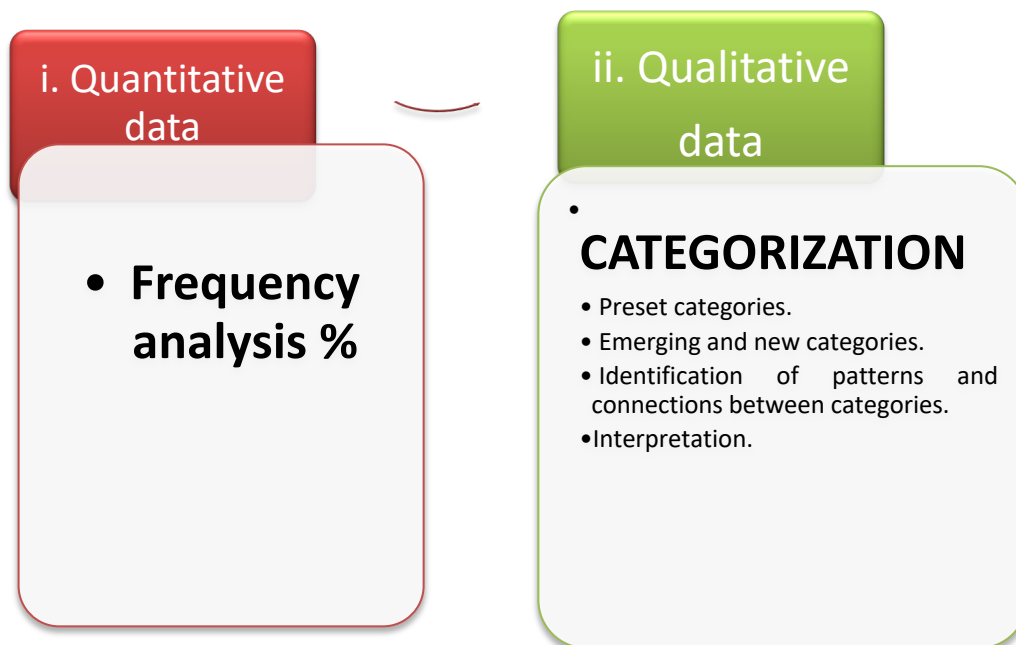 i. Quantitative
data
• Frequency
analysis %
ii. Qualitative
data
•
CATEGORIZATION
• Preset categories.
• Emerging and new categories.
• Identification of patterns and
connections between categories.
•Interpretation.